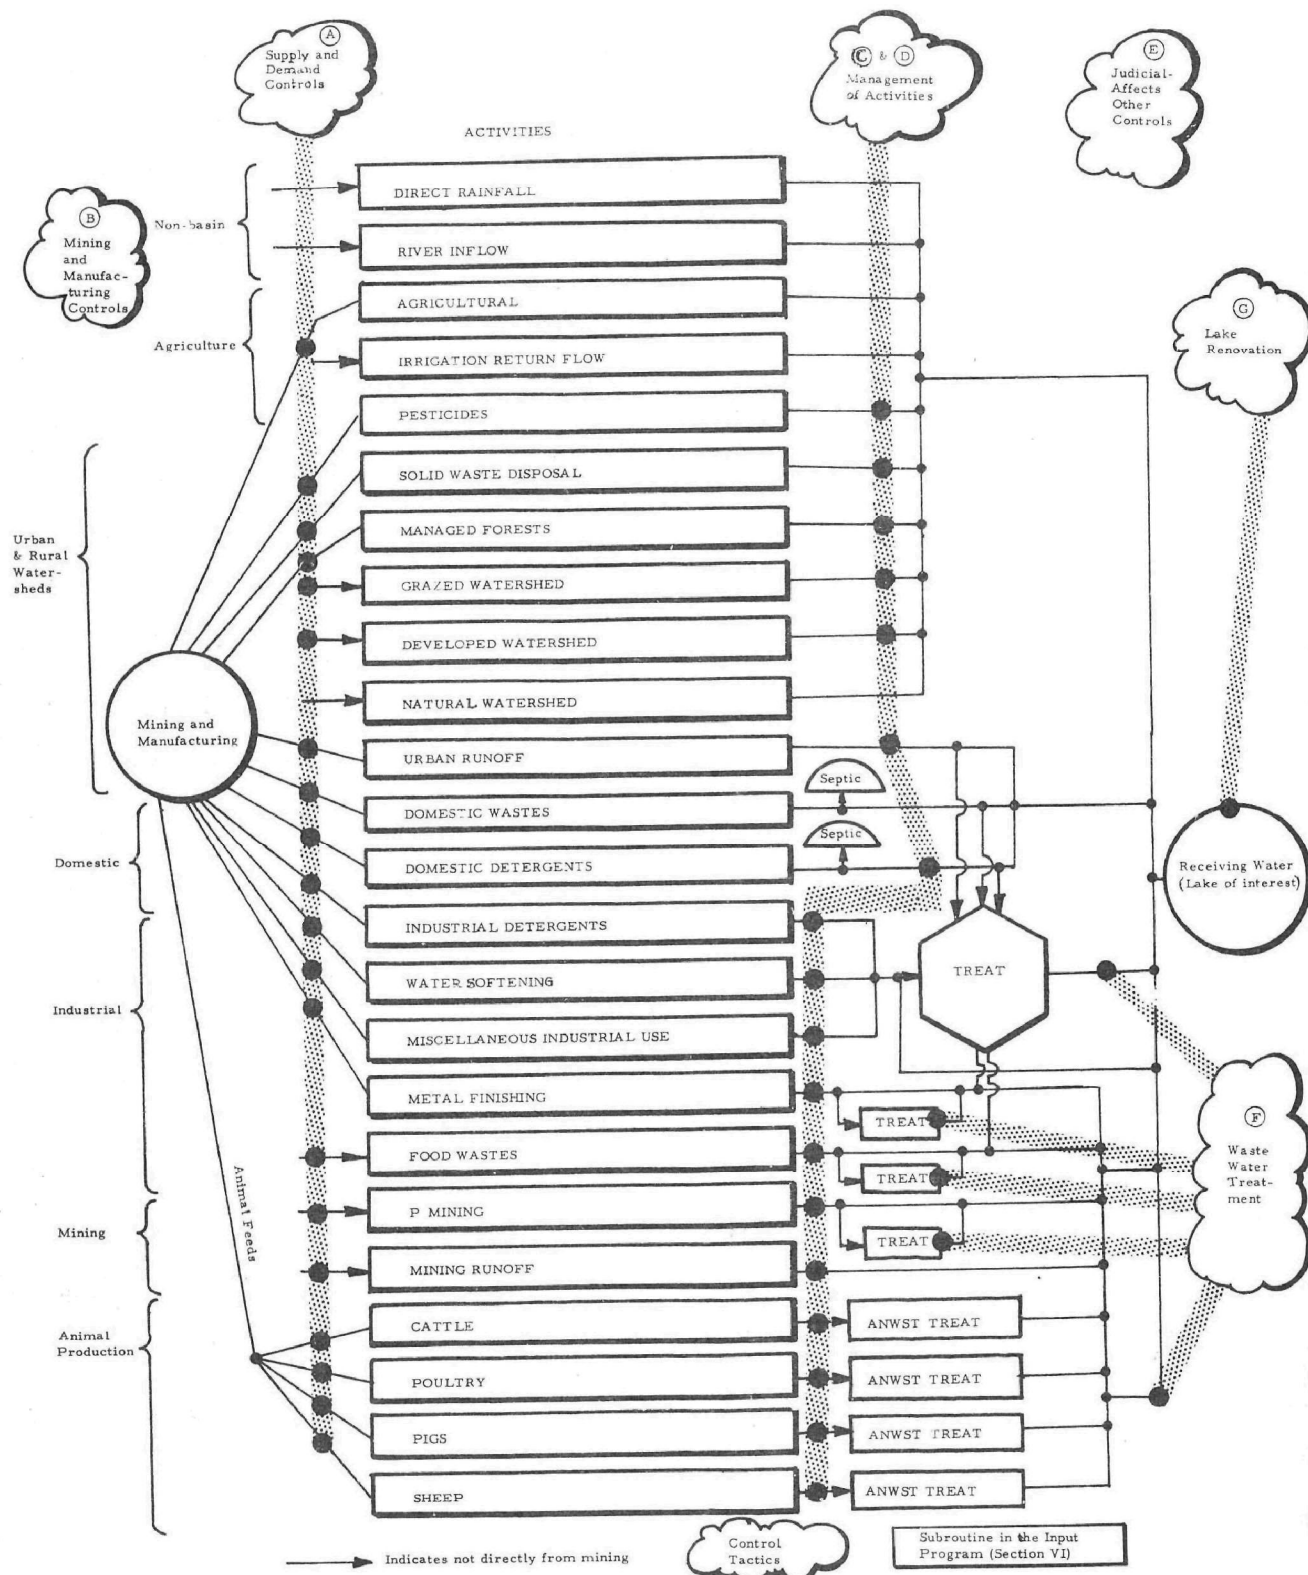 A
Supply and
Demand
Controls
C & D
Management
of Activities
E
Judicial-
Affects
Other
Controls
ACTIVITIES
B
Mining
and
Manufac-
turing
Controls
Non-basin
DIRECT RAINFALL
RIVER INFLOW
Agriculture
AGRICULTURAL
IRRIGATION RETURN FLOW
PESTICIDES
G
Lake
Renovation
Urban
& Rural
Water-
sheds
SOLID WASTE DISPOSAL
MANAGED FORESTS
GRAZED WATERSHED
DEVELOPED WATERSHED
NATURAL WATERSHED
Mining and
Manufacturing
URBAN RUNOFF
Septic
DOMESTIC WASTES
Septic
Domestic
DOMESTIC DETERGENTS
Receiving Water
(Lake of interest)
Industrial
INDUSTRIAL DETERGENTS
WATER SOFTENING
TREAT
MISCELLANEOUS INDUSTRIAL USE
METAL FINISHING
TREAT
FOOD WASTES
TREAT
F
Waste
Water
Treat-
ment
Animal Feeds
Mining
P MINING
TREAT
MINING RUNOFF
Animal
Production
CATTLE
ANWST TREAT
POULTRY
ANWST TREAT
PIGS
ANWST TREAT
SHEEP
ANWST TREAT
Indicates not directly from mining
Control
Tactics
Subroutine in the Input
Program (Section VI)